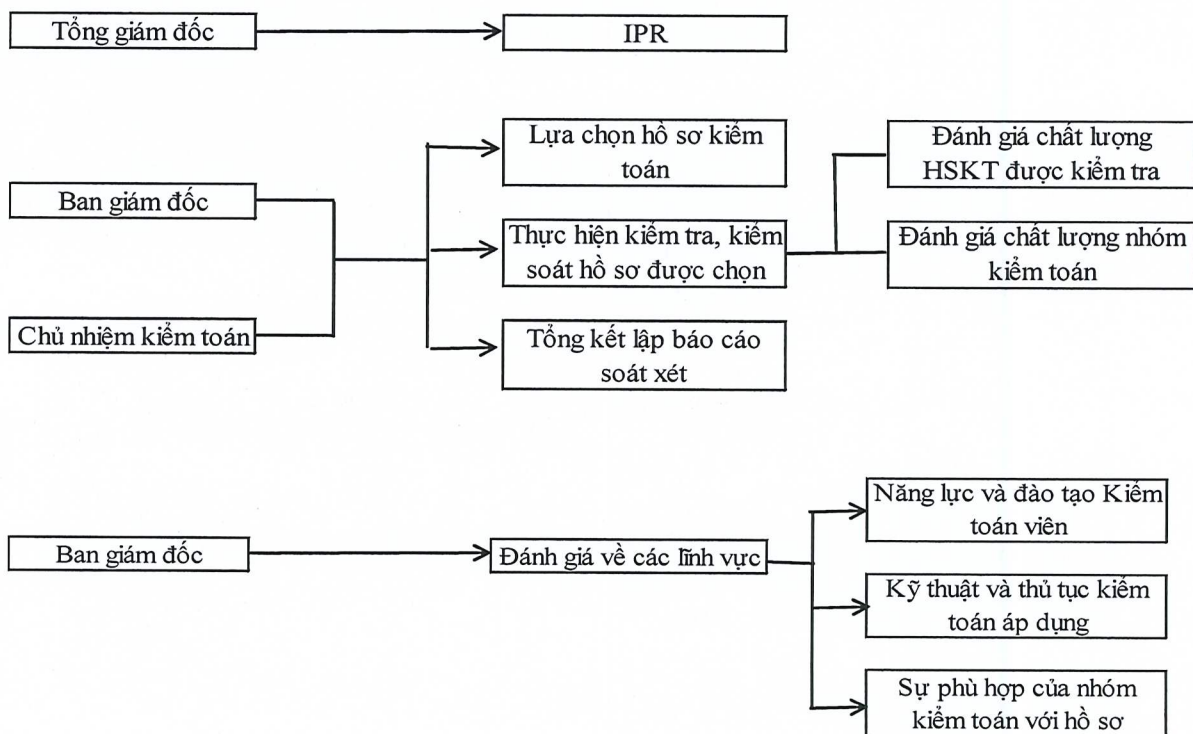 Tổng giám đốc
IPR
Lựa chọn hồ sơ kiểm
toán
Đánh giá chất lượng
HSKT được kiểm tra
Ban giám đốc
Thực hiện kiểm tra, kiểm
soát hồ sơ được chọn
Đánh giá chất lượng nhóm
kiểm toán
Chủ nhiệm kiểm toán
Tổng kết lập báo cáo
soát xét
Năng lực và đào tạo Kiểm
toán viên
Ban giám đốc
Đánh giá về các lĩnh vực
Kỹ thuật và thủ tục kiểm
toán áp dụng
Sự phù hợp của nhóm
kiểm toán với hồ sơ